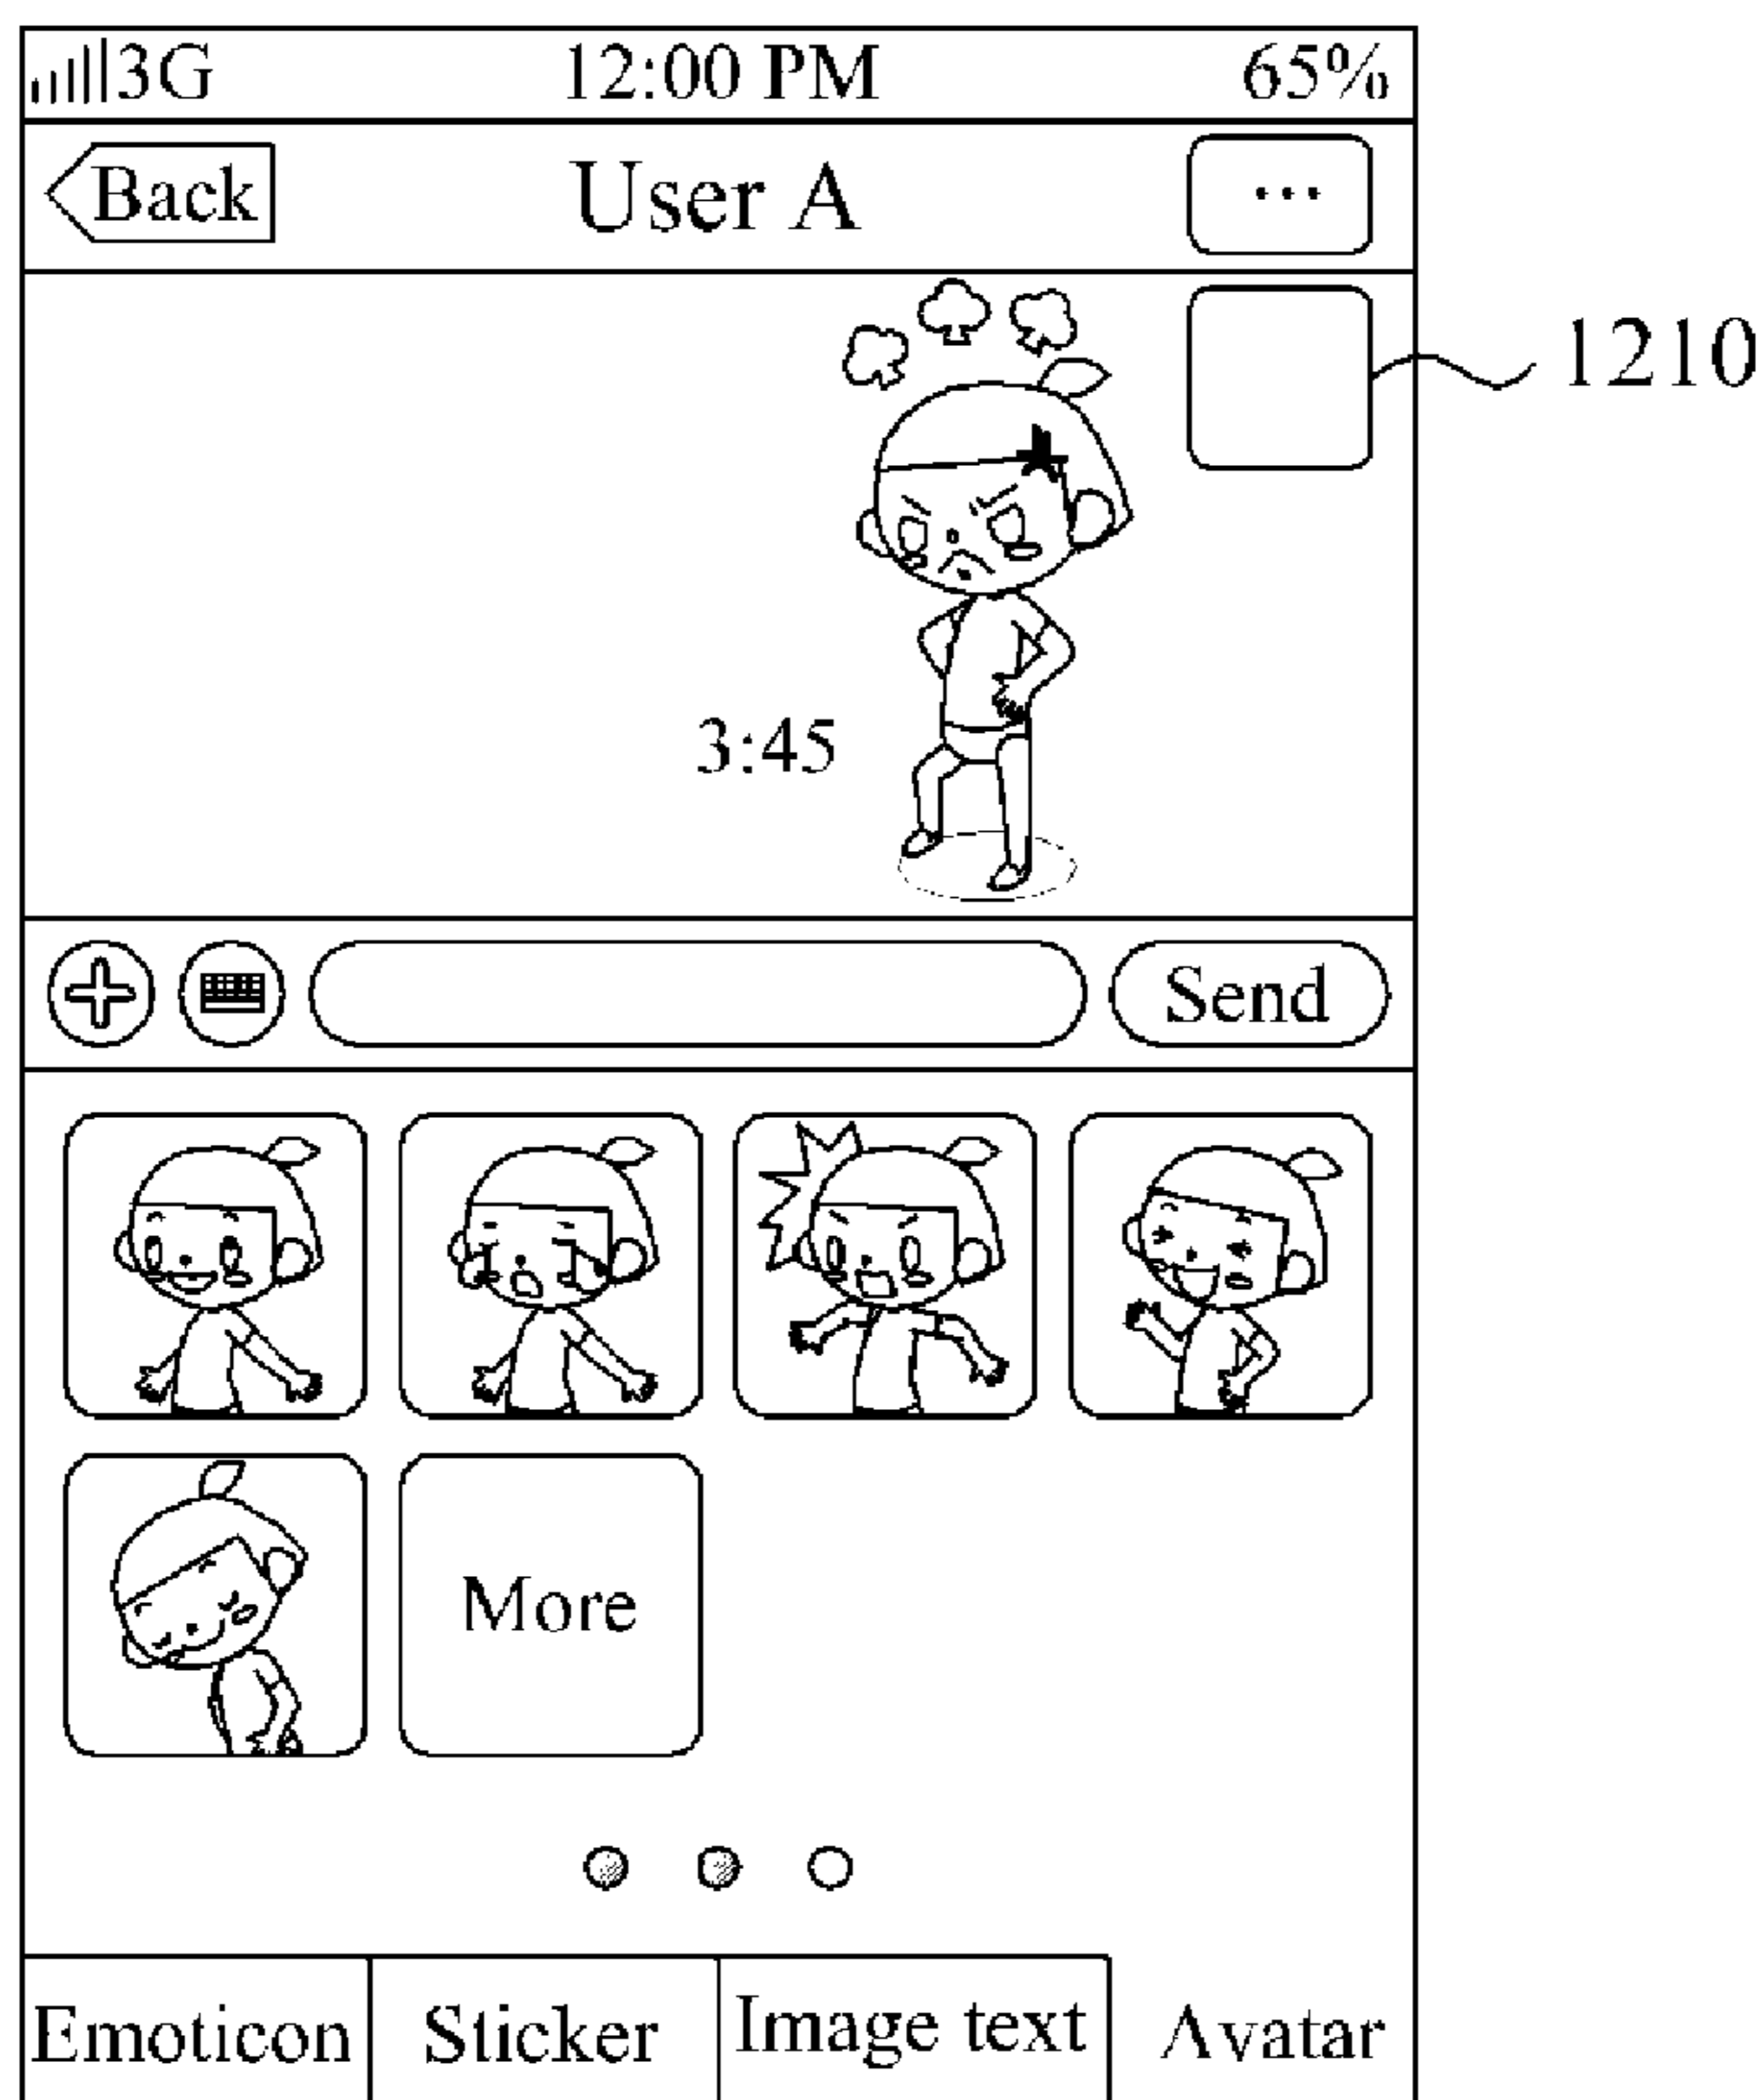 3G 12:00 PM 65%
Back User A ...
1210
3:45
Send
More
Emoticon Sticker Image text Avatar